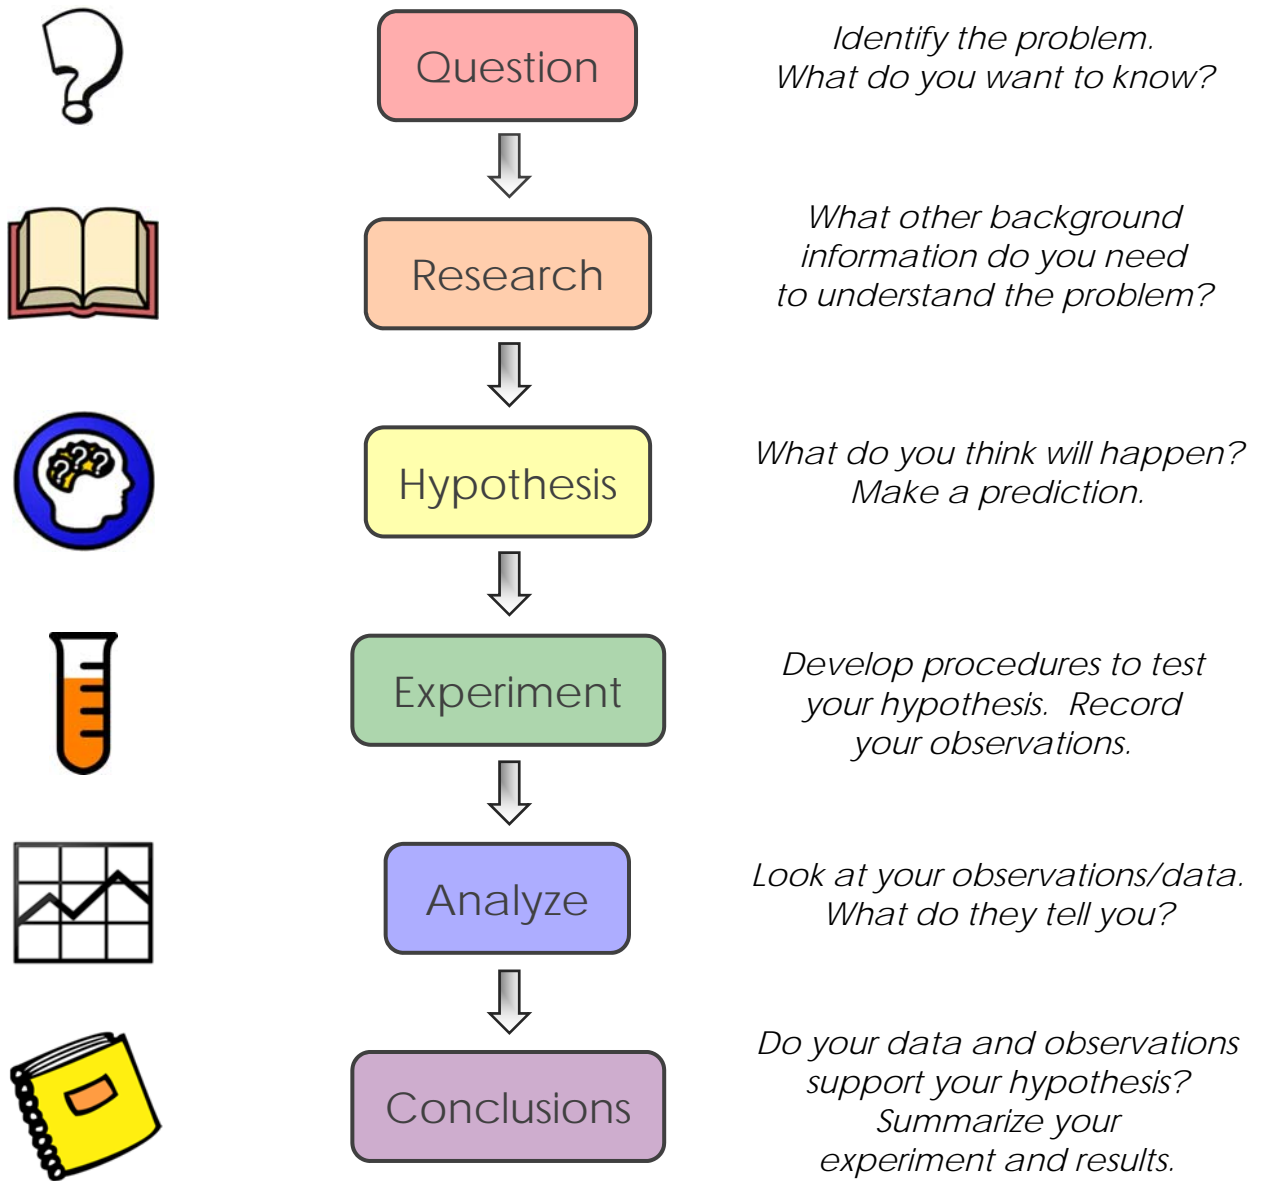 Question
Identify the problem.
What do you want to know?
Research
What other background
information do you need
to understand the problem?
Hypothesis
What do you think will happen?
Make a prediction.
Experiment
Develop procedures to test
your hypothesis.  Record
your observations.
Analyze
Look at your observations/data.
What do they tell you?
Conclusions
Do your data and observations
support your hypothesis?
Summarize your
experiment and results.